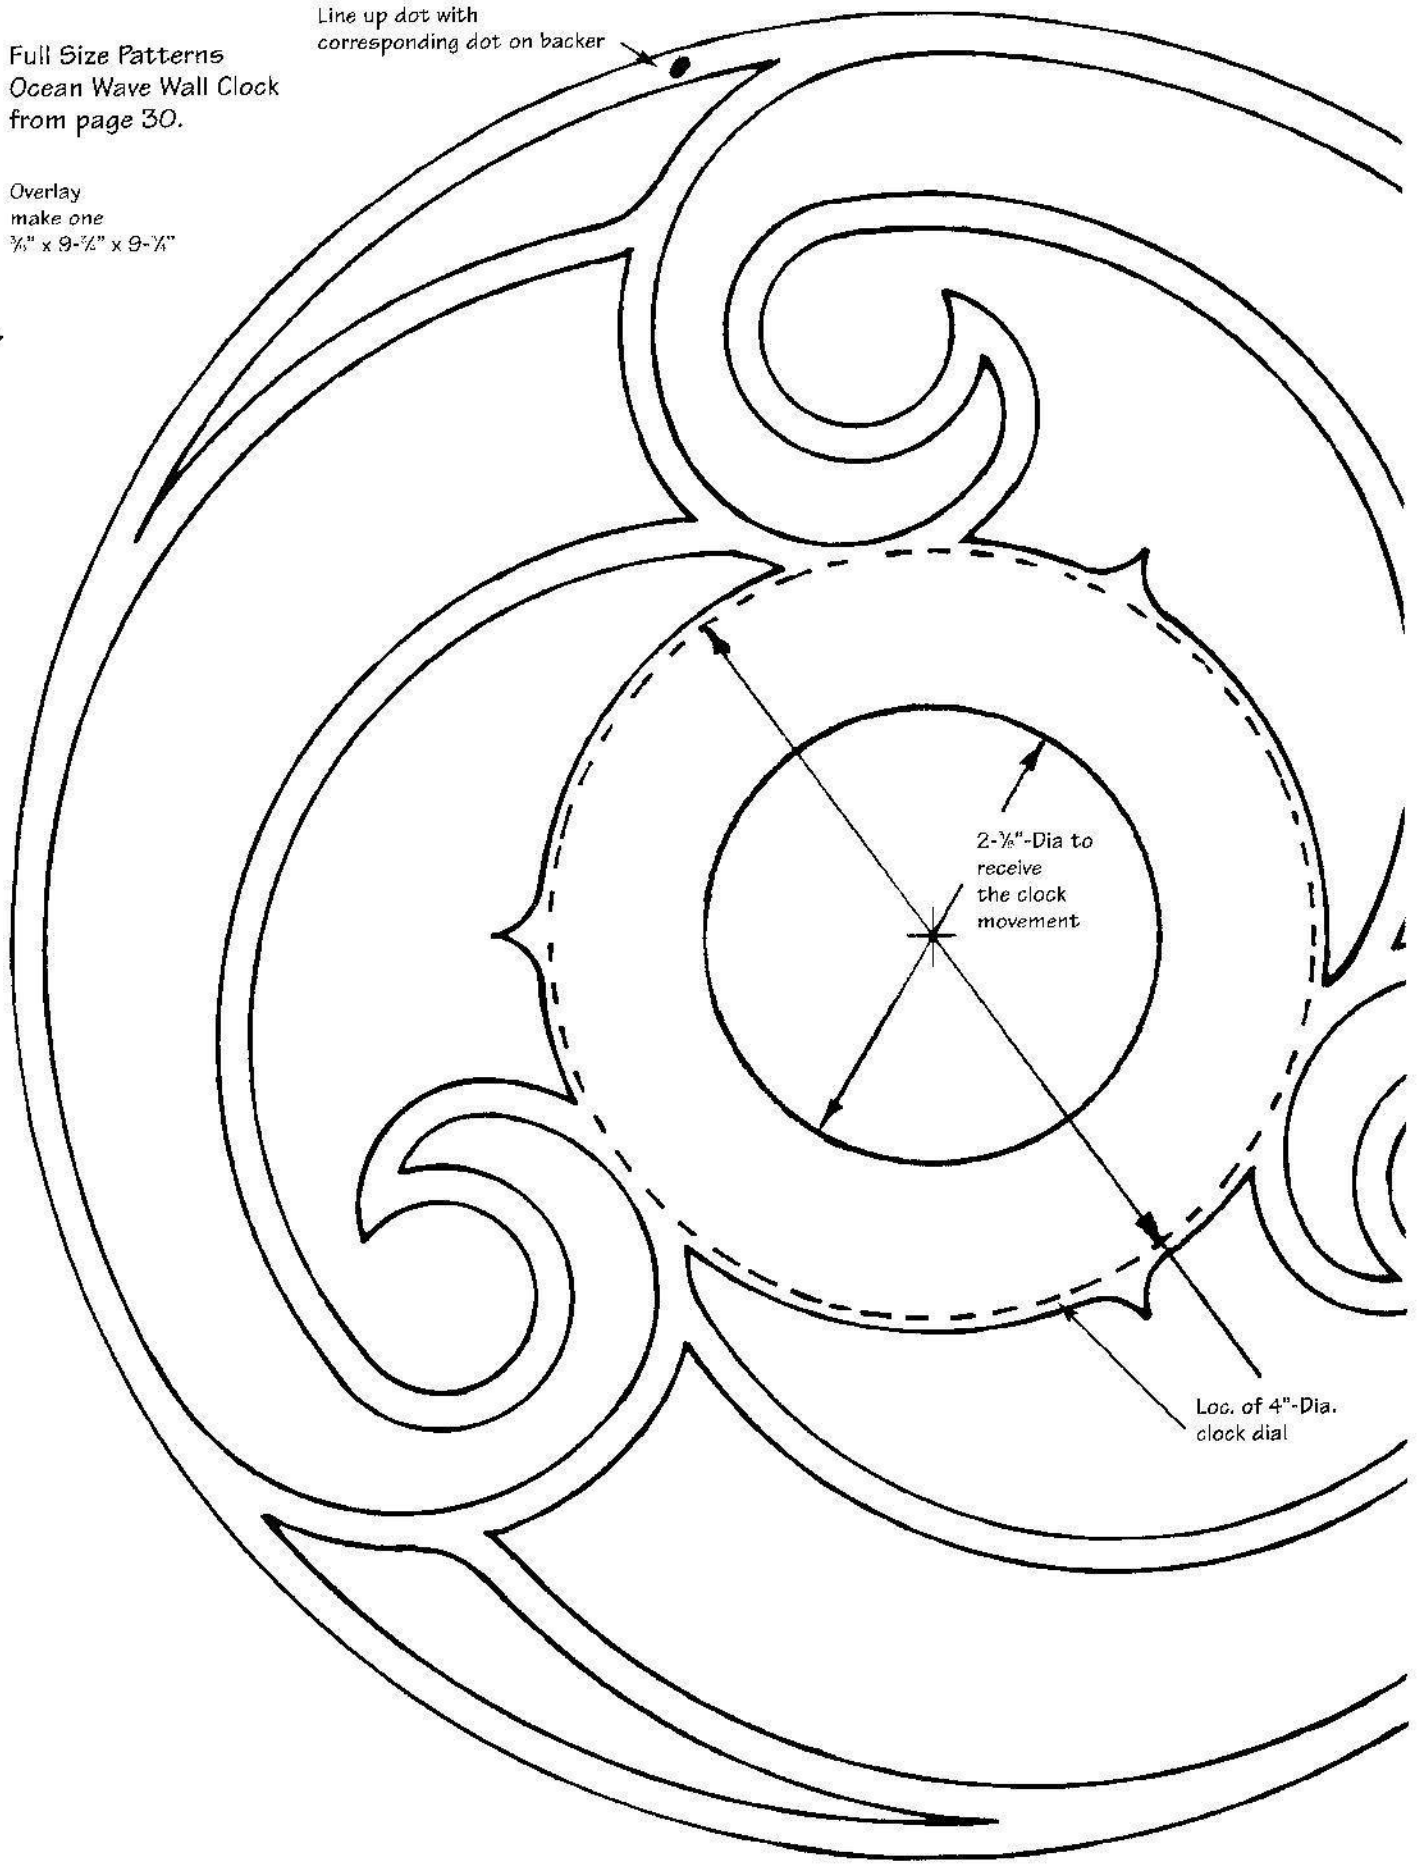 Line up dot with
corresponding dot on backer
Full Size Patterns
Ocean Wave Wall Clock
from page 30.
Overlay
make one
2-⅜"-Dia to
receive
the clock
movement
Loc. of 4"-Dia.
clock dial